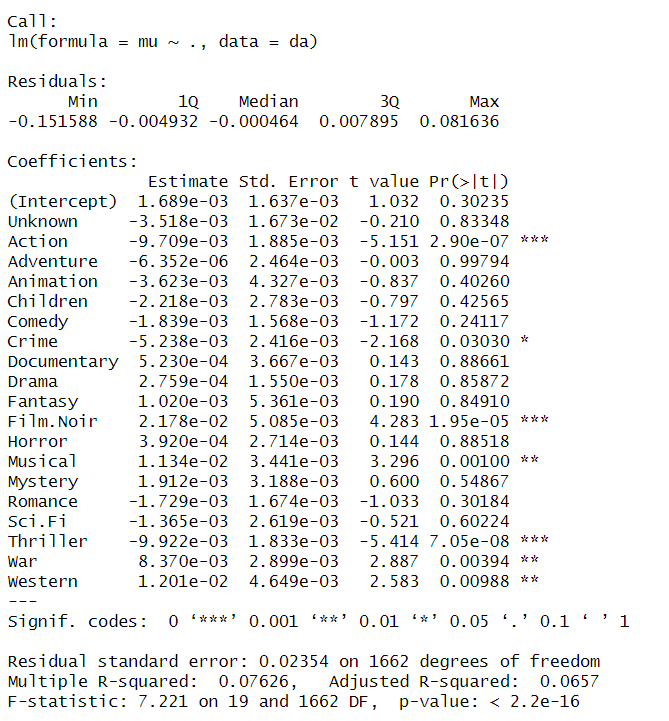 Call:
lm(formula = mu ~ ., data = da)
Residuals:
Min 1Q Median 3Q Max
-0.151588 -0.004932 -0.000464 0.007895 0.081636
Coefficients:
Estimate Std. Error t value Pr(>|t|)
(Intercept) 1.689e-03 1.637e-03 1.032 0.30235
Unknown -3.518e-03 1.673e-02 -0.210 0.83348
Action -9.709e-03 1.885e-03 -5.151 2.90e-07 ***
Adventure -6.352e-06 2.464e-03 -0.003 0.99794
Animation -3.623e-03 4.327e-03 -0.837 0.40260
Children -2.218e-03 2.783e-03 -0.797 0.42565
Comedy -1.839e-03 1.568e-03 -1.172 0.24117
Crime -5.238e-03 2.416e-03 -2.168 0.03030 *
Documentary 5.230e-04 3.667e-03 0.143 0.88661
Drama 2.759e-04 1.550e-03 0.178 0.85872
Fantasy 1.020e-03 5.361e-03 0.190 0.84910
Film.Noir 2.178e-02 5.085e-03 4.283 1.95e-05 ***
Horror 3.920e-04 2.714e-03 0.144 0.88518
Musical 1.134e-02 3.441e-03 3.296 0.00100 **
Mystery 1.912e-03 3.188e-03 0.600 0.54867
Romance -1.729e-03 1.674e-03 -1.033 0.30184
Sci.Fi -1.365e-03 2.619e-03 -0.521 0.60224
Thriller -9.922e-03 1.833e-03 -5.414 7.05e-08 ***
War 8.370e-03 2.899e-03 2.887 0.00394 **
Western 1.201e-02 4.649e-03 2.583 0.00988 **
---
Signif. codes: 0 ‘***’ 0.001 ‘**’ 0.01 ‘*’ 0.05 ‘.’ 0.1 ‘ ’ 1
Residual standard error: 0.02354 on 1662 degrees of freedom
Multiple R-squared: 0.07626, Adjusted R-squared: 0.0657
F-statistic: 7.221 on 19 and 1662 DF, p-value: < 2.2e-16